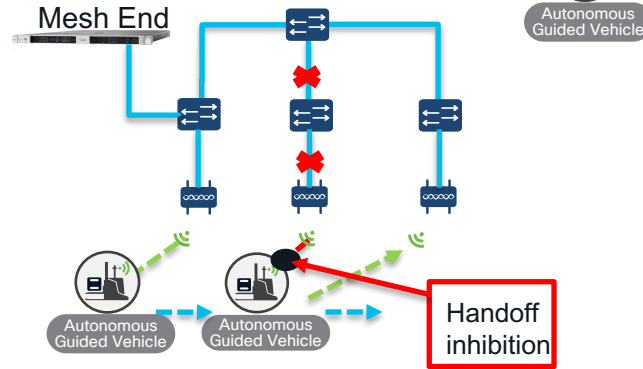 Mesh End
Autonomous
Guided Vehicle
Autonomous
Guided Vehicle
Autonomous
Guided Vehicle
Handoff
inhibition